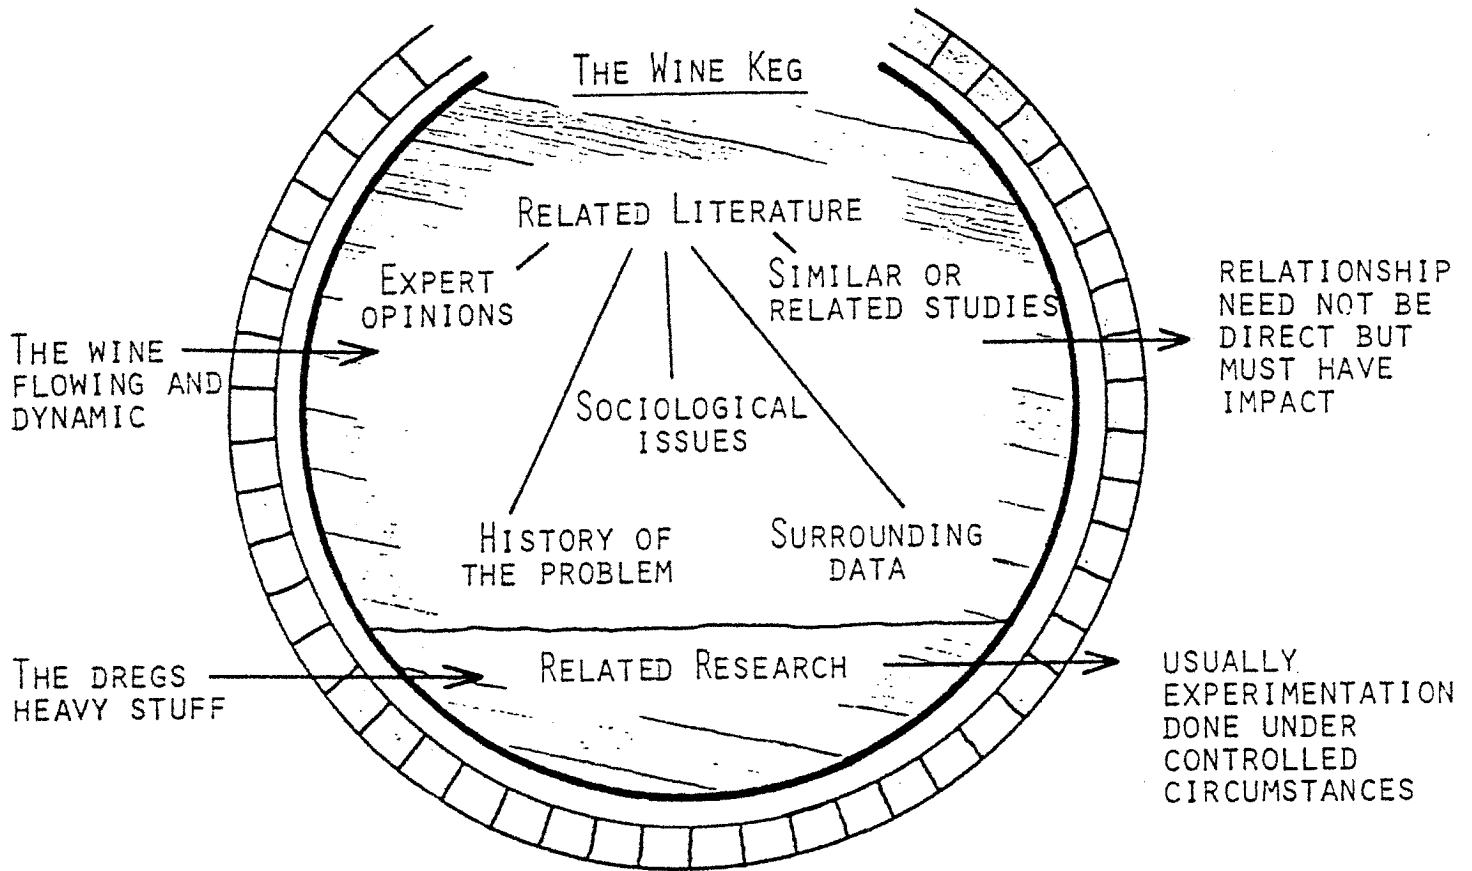 THE WINE KEG
RELATED LITERATURE
EXPERT
OPINIONS
SIMILAR OR
RELATED STUDIES
SOCIOLOGICAL
ISSUES
HISTORY OF
THE PROBLEM
SURROUNDING
DATA
THE WINE
FLOWING AND
DYNAMIC
RELATIONSHIP
NEED NOT BE
DIRECT BUT
MUST HAVE
IMPACT
RELATED RESEARCH
THE DREGS
HEAVY STUFF
USUALLY
EXPERIMENTATION
DONE UNDER
CONTROLLED
CIRCUMSTANCES